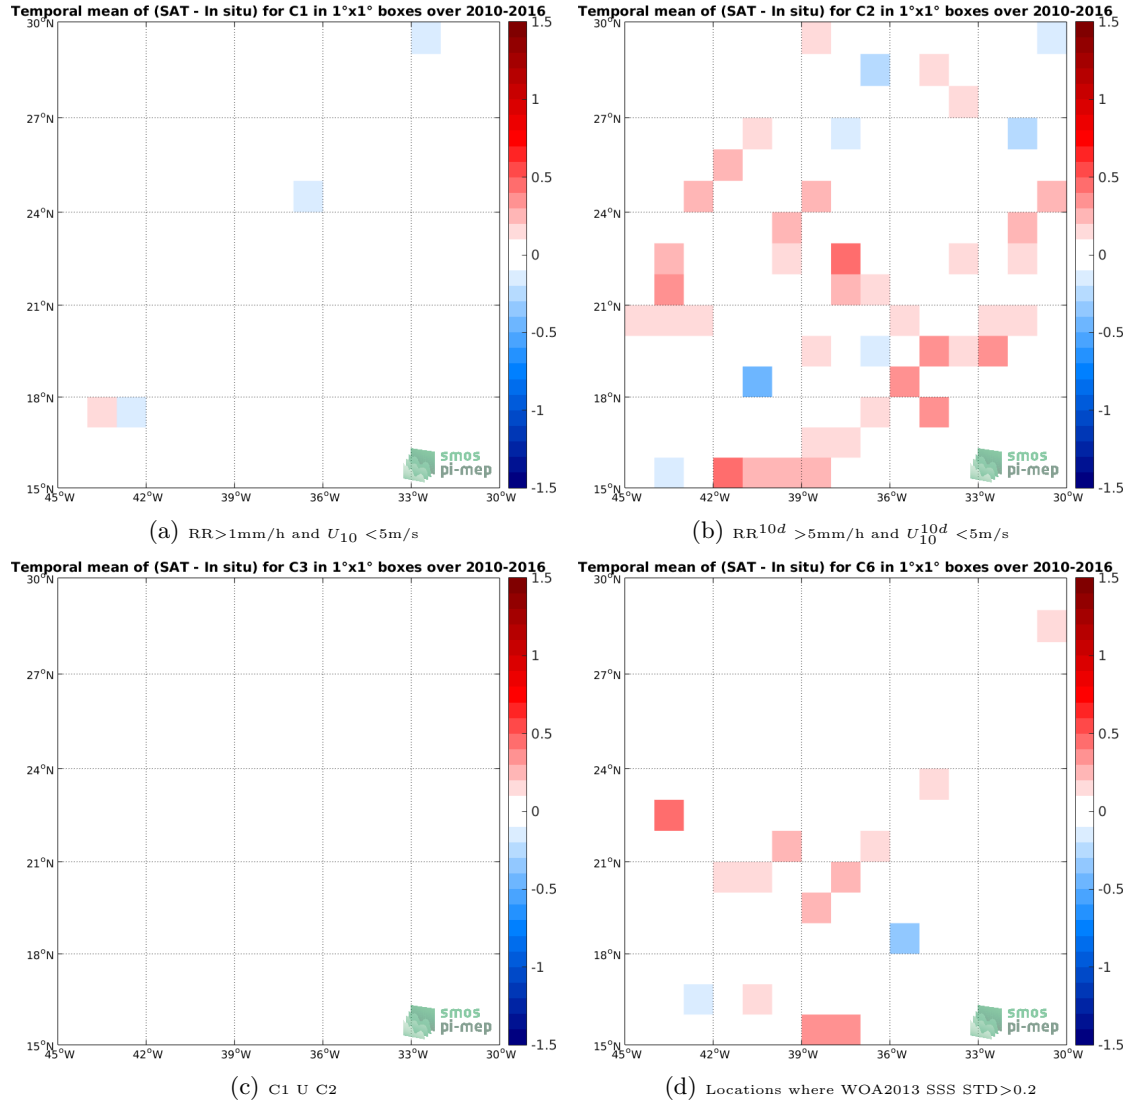 Temporal mean of (SAT - In situ) for C1 in 1°x1° boxes over 2010-2016
30°N
27°N
24°N
21°N
18°N
15°N
45°W 42°W 39°W 36°W 33°W 30°W
1.5
1
0.5
0
-0.5
-1
-1.5
smos
pi-mep
(a) RR>1mm/h and U10 <5m/s
Temporal mean of (SAT - In situ) for C2 in 1°x1° boxes over 2010-2016
30°N
27°N
24°N
21°N
18°N
15°N
45°W 42°W 39°W 36°W 33°W 30°W
1.5
1
0.5
0
-0.5
-1
-1.5
smos
pi-mep
(b) RR10d >5mm/h and U10d10 <5m/s
Temporal mean of (SAT - In situ) for C3 in 1°x1° boxes over 2010-2016
30°N
27°N
24°N
21°N
18°N
15°N
45°W 42°W 39°W 36°W 33°W 30°W
1.5
1
0.5
0
-0.5
-1
-1.5
smos
pi-mep
(c) C1 U C2
Temporal mean of (SAT - In situ) for C6 in 1°x1° boxes over 2010-2016
30°N
27°N
24°N
21°N
18°N
15°N
45°W 42°W 39°W 36°W 33°W 30°W
1.5
1
0.5
0
-0.5
-1
-1.5
smos
pi-mep
(d) Locations where WOA2013 SSS STD>0.2